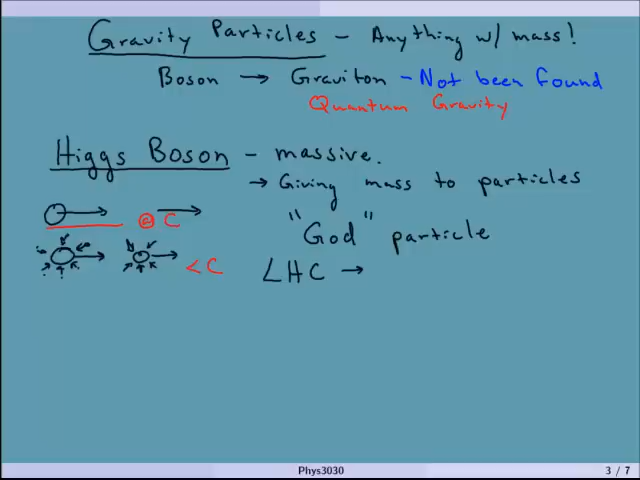 Gravity Particles - Anything w/ mass!
Boson → Graviton - Not been found
Quantum Gravity
Higgs Boson - massive.
→ Giving mass to particles
@ C
"God" particle
< C
LHC →
Phys3030
3 / 7